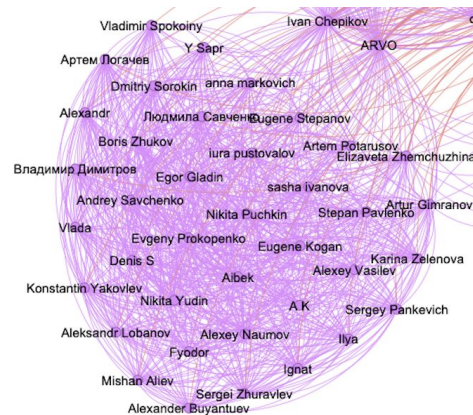 Ivan Chepikov
Vladimir Spokoiny
Y Sapr
ARVO
Артем Логачев
Dmitriy Sorokin
anna markovich
Alexandr
Людмила Савченко
Eugene Stepanov
Boris Zhukov
Artem Potarusov
iura pustovalov
Elizaveta Zhemchuzhina
Владимир Димитров
Egor Gladin
sasha ivanova
Andrey Savchenko
Artur Gimranov
Nikita Puchkin
Stepan Pavlenko
Vlada
Evgeny Prokopenko
Eugene Kogan
Karina Zelenova
Denis S
Alexey Vasilev
Aibek
Konstantin Yakovlev
Nikita Yudin
A K
Sergey Pankevich
Aleksandr Lobanov
Alexey Naumov
Ilya
Fyodor
Ignat
Mishan Aliev
Sergei Zhuravlev
Alexander Buyantuev